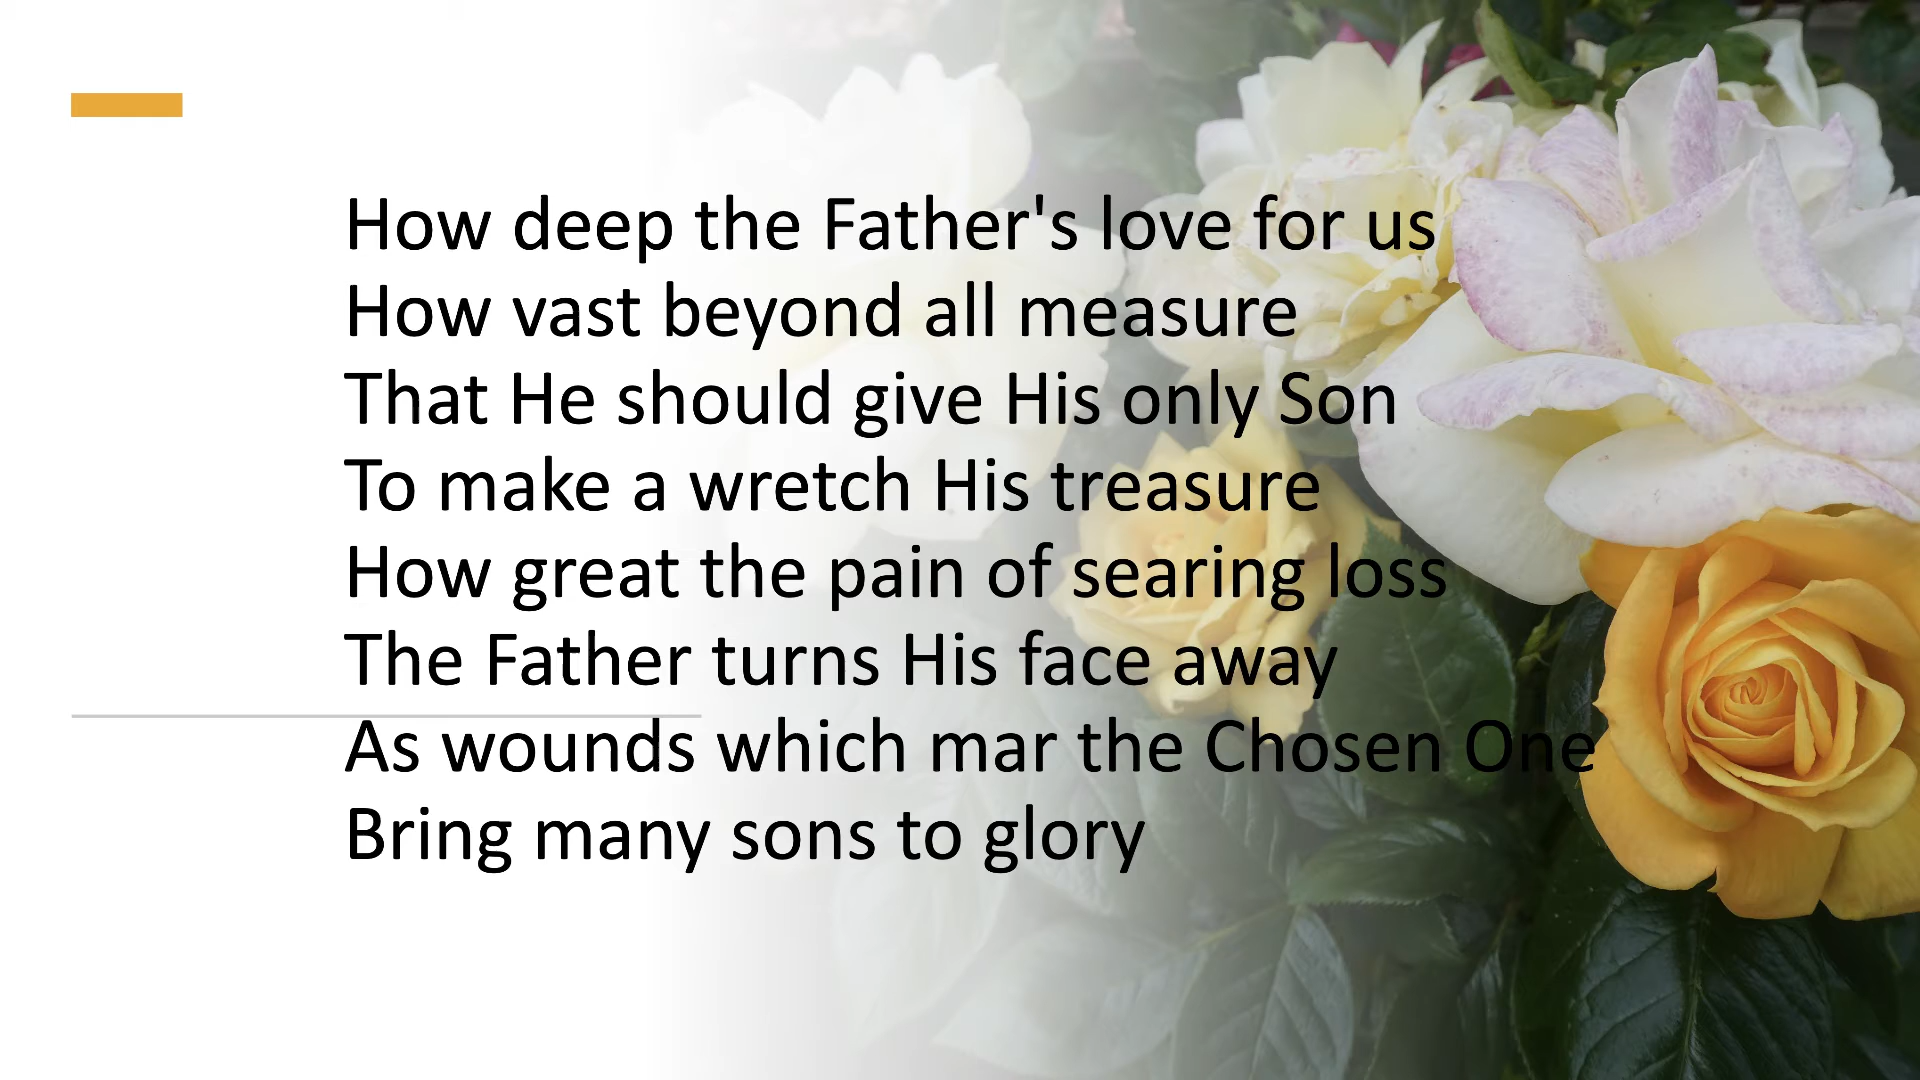 How deep the Father's love for us
How vast beyond all measure
That He should give His only Son
To make a wretch His treasure
How great the pain of searing loss
The Father turns His face away
As wounds which mar the Chosen One
Bring many sons to glory